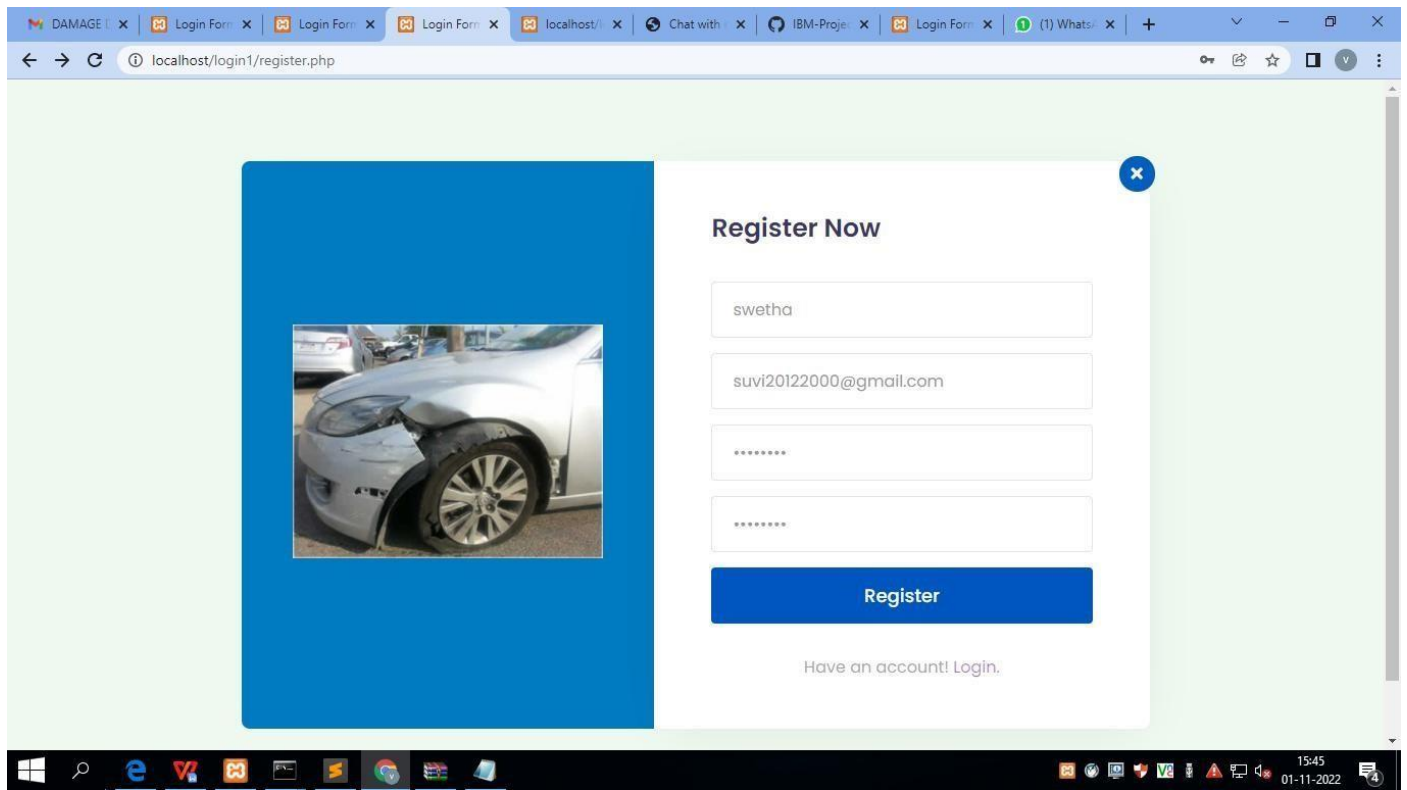 DAMAGE
Login Form
Login Form
Login Form
localhost/l
Chat with
IBM-Projec
Login Form
(1) WhatsA
localhost/login1/register.php
V
Register Now
swetha
suvi20122000@gmail.com
••••••••
••••••••
Register
Have an account! Login.
15:45
01-11-2022
4